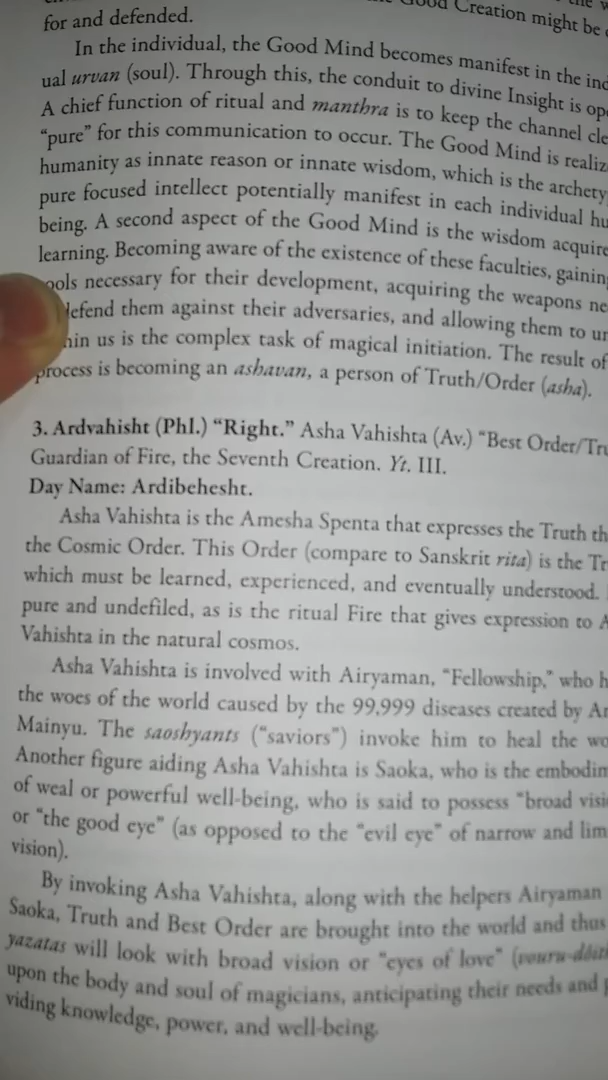 the w
Good Creation might be
for and defended.
In the individual, the Good Mind becomes manifest in the ind
ual urvan (soul). Through this, the conduit to divine Insight is op
A chief function of ritual and manthra is to keep the channel cle
"pure" for this communication to occur. The Good Mind is realiz
humanity as innate reason or innate wisdom, which is the archety
pure focused intellect potentially manifest in each individual hu
being. A second aspect of the Good Mind is the wisdom acquire
learning. Becoming aware of the existence of these faculties, gaining
ools necessary for their development, acquiring the weapons ne
defend them against their adversaries, and allowing them to un
hin us is the complex task of magical initiation. The result of
process is becoming an ashavan, a person of Truth/Order (asha).
3. Ardvahisht (Phl.) "Right." Asha Vahishta (Av.) "Best Order/Tru
Guardian of Fire, the Seventh Creation. Yt. III.
Day Name: Ardibehesht.
Asha Vahishta is the Amesha Spenta that expresses the Truth th
the Cosmic Order. This Order (compare to Sanskrit rita) is the Tr
which must be learned, experienced, and eventually understood.
pure and undefiled, as is the ritual Fire that gives expression to A
Vahishta in the natural cosmos.
Asha Vahishta is involved with Airyaman, "Fellowship," who h
the woes of the world caused by the 99,999 diseases created by An
Mainyu. The saoshyants ("saviors") invoke him to heal the wo
Another figure aiding Asha Vahishta is Saoka, who is the embodim
of weal or powerful well-being, who is said to possess "broad visi
or "the good eye" (as opposed to the "evil eye" of narrow and lim
vision).
By invoking Asha Vahishta, along with the helpers Airyaman
Saoka, Truth and Best Order are brought into the world and thus
yazatas will look with broad vision or "eyes of love" (vouru-dôit
upon the body and soul of magicians, anticipating their needs and p
viding knowledge, power, and well-being.